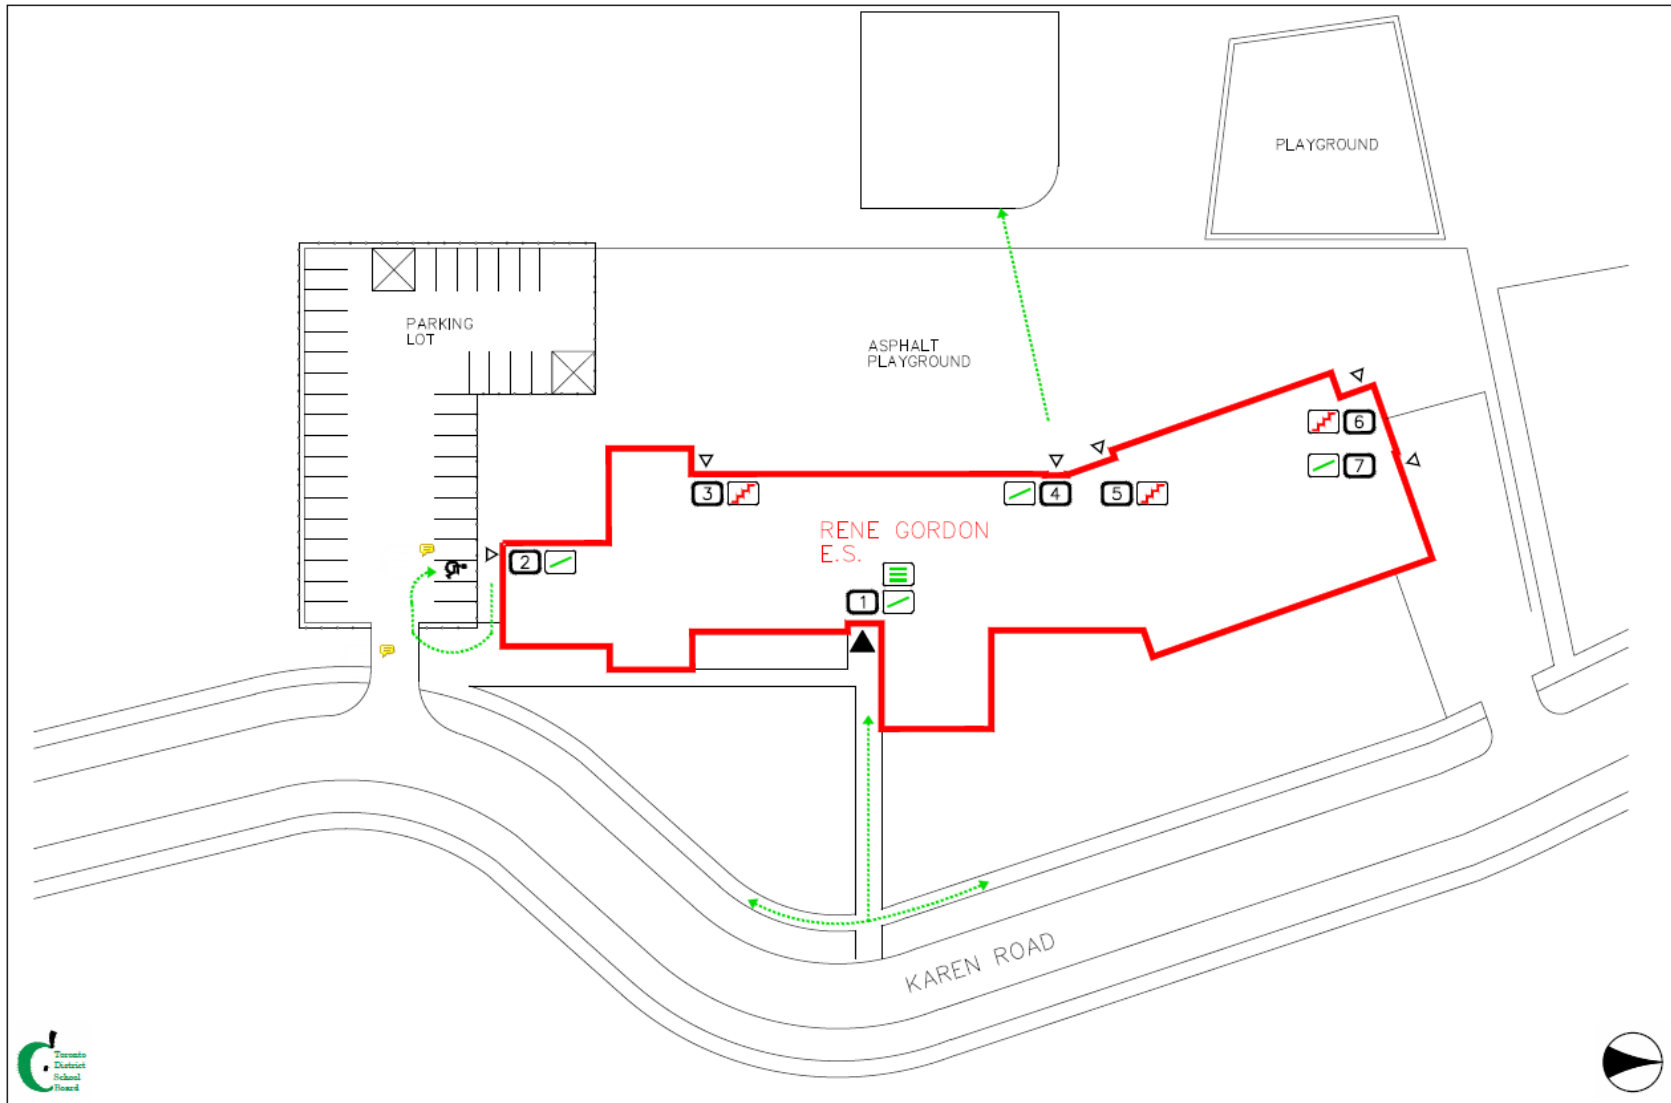 PLAYGROUND
PARKING
LOT
ASPHALT
PLAYGROUND
6
7
3
4
5
RENE GORDON
E.S.
2
1
KAREN ROAD
Toronto
District
School
Board